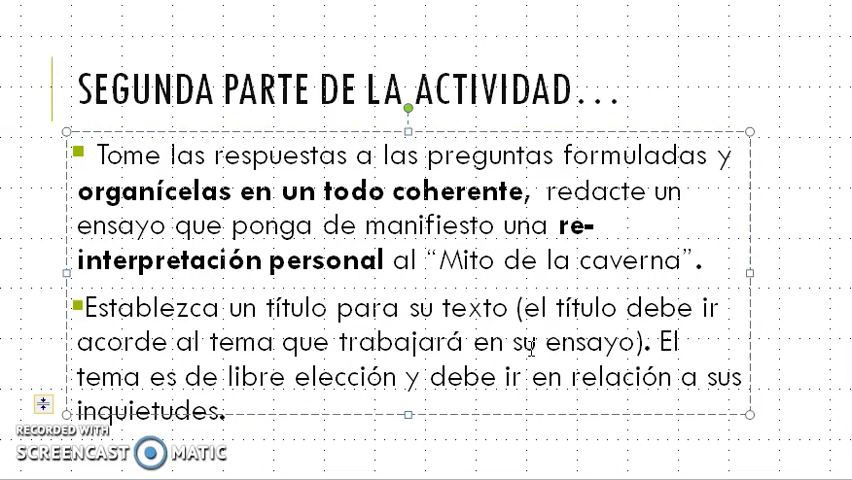 SEGUNDA PARTE DE LA ACTIVIDAD...
Tome las respuestas a las preguntas formuladas y
organícelas en un todo coherente, redacte un
ensayo que ponga de manifiesto una re-
interpretación personal al “Mito de la caverna”.
Establezca un título para su texto (el título debe ir
acorde al tema que trabajará en su ensayo). El
tema es de libre elección y debe ir en relación a sus
inquietudes.
RECORDED WITH
SCREENCAST MATIC